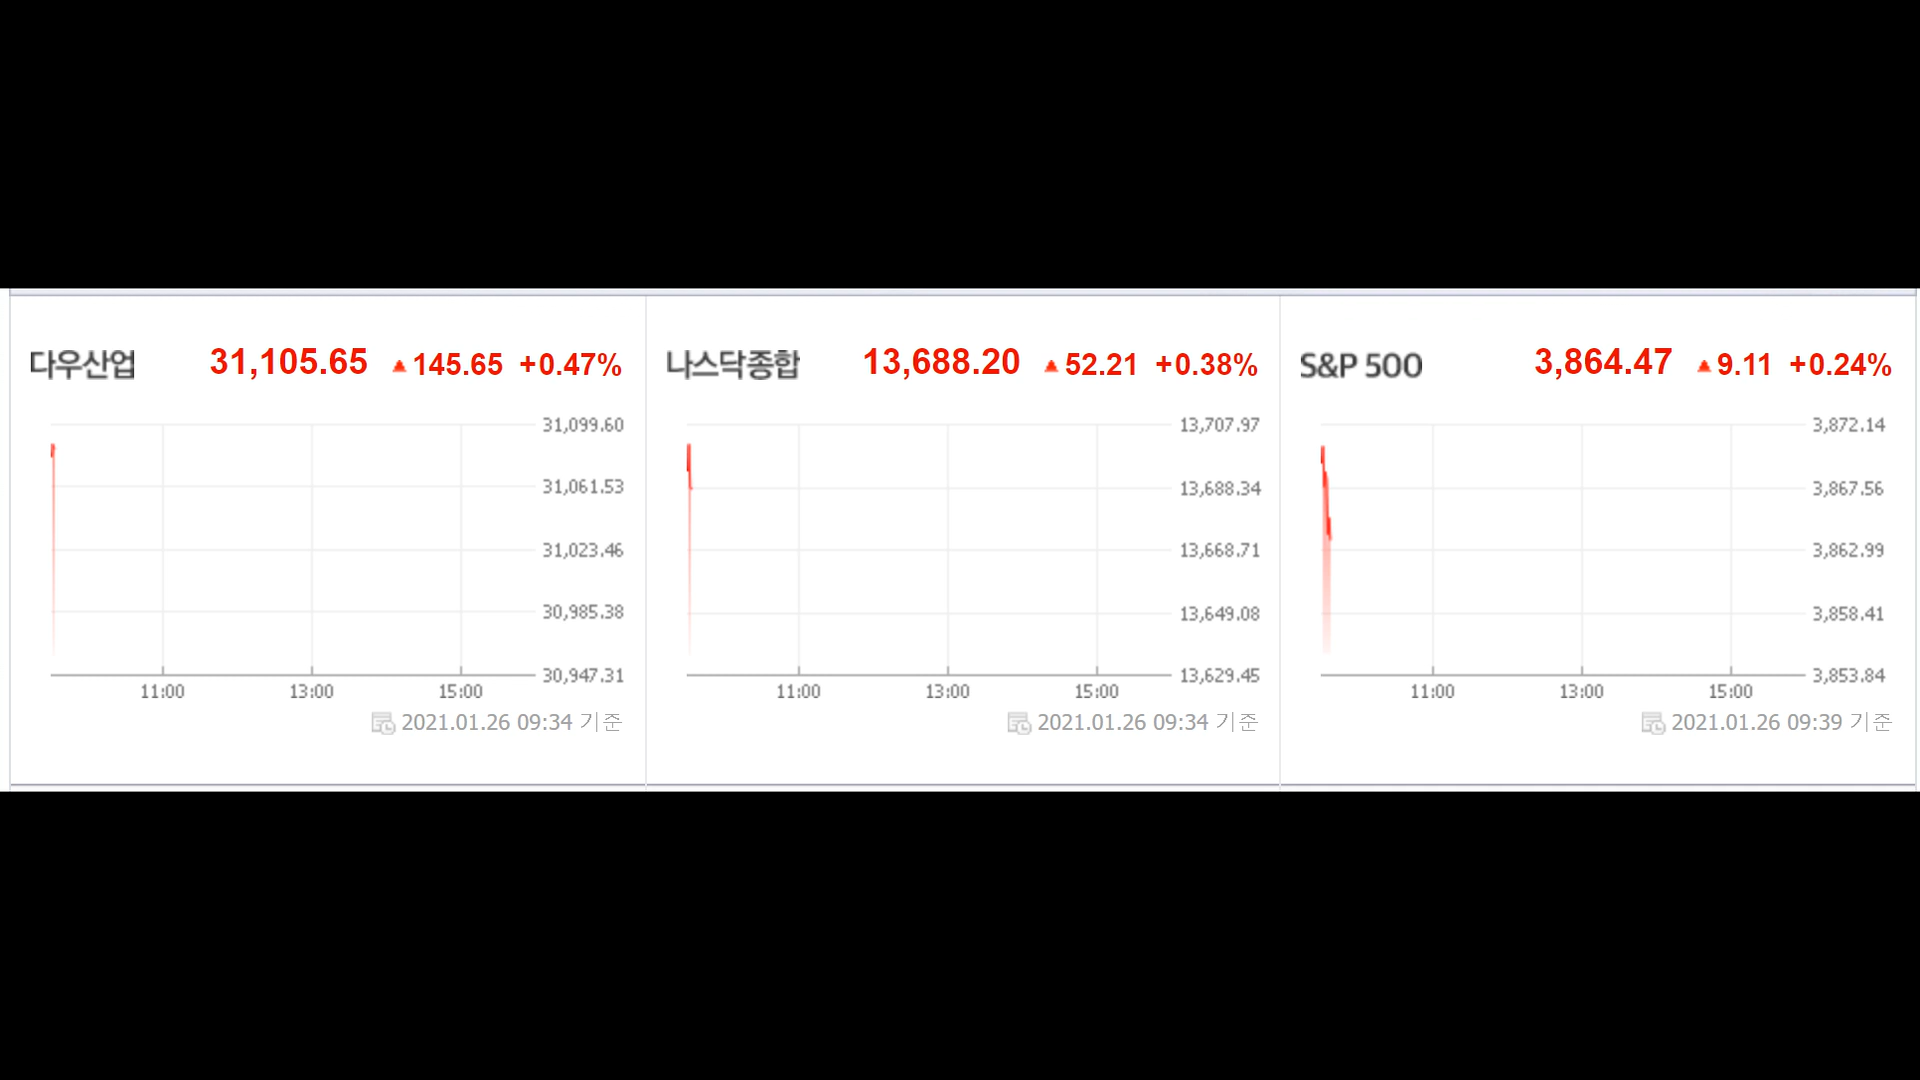 다우산업 31,105.65 ▲145.65 +0.47%
31,099.60
31,061.53
31,023.46
30,985.38
30,947.31
11:00 13:00 15:00
2021.01.26 09:34 기준
나스닥종합 13,688.20 ▲52.21 +0.38%
13,707.97
13,688.34
13,668.71
13,649.08
13,629.45
11:00 13:00 15:00
2021.01.26 09:34 기준
S&P 500 3,864.47 ▲9.11 +0.24%
3,872.14
3,867.56
3,862.99
3,858.41
3,853.84
11:00 13:00 15:00
2021.01.26 09:39 기준